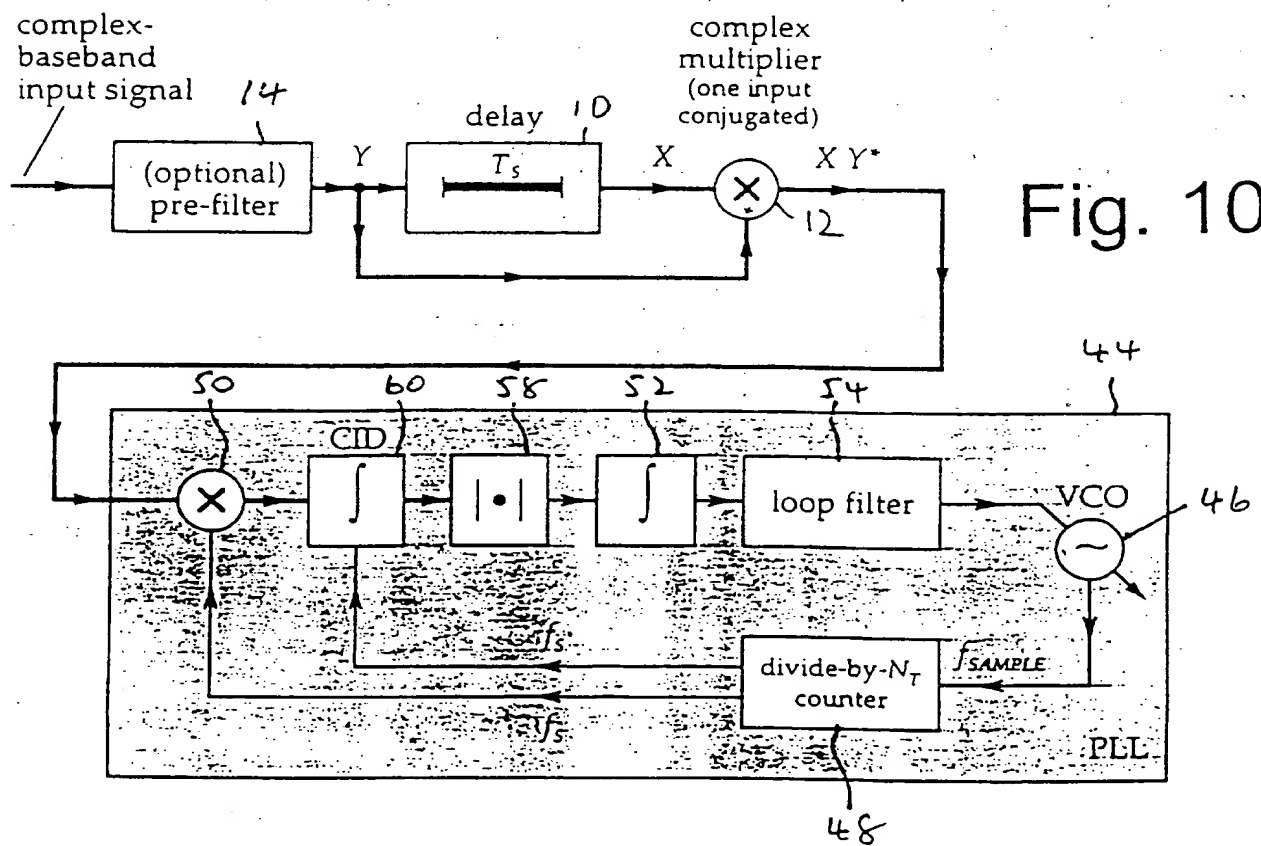 complex-
baseband
input signal
14
(optional)
pre-filter
Y
delay
10
T_s
X
complex
multiplier
(one input
conjugated)
X Y*
12
Fig. 10
44
50
60
58
52
54
CID
∫
|•|
∫
loop filter
VCO
46
f_s
f_s
divide-by-N_T
counter
f_SAMPLE
PLL
48